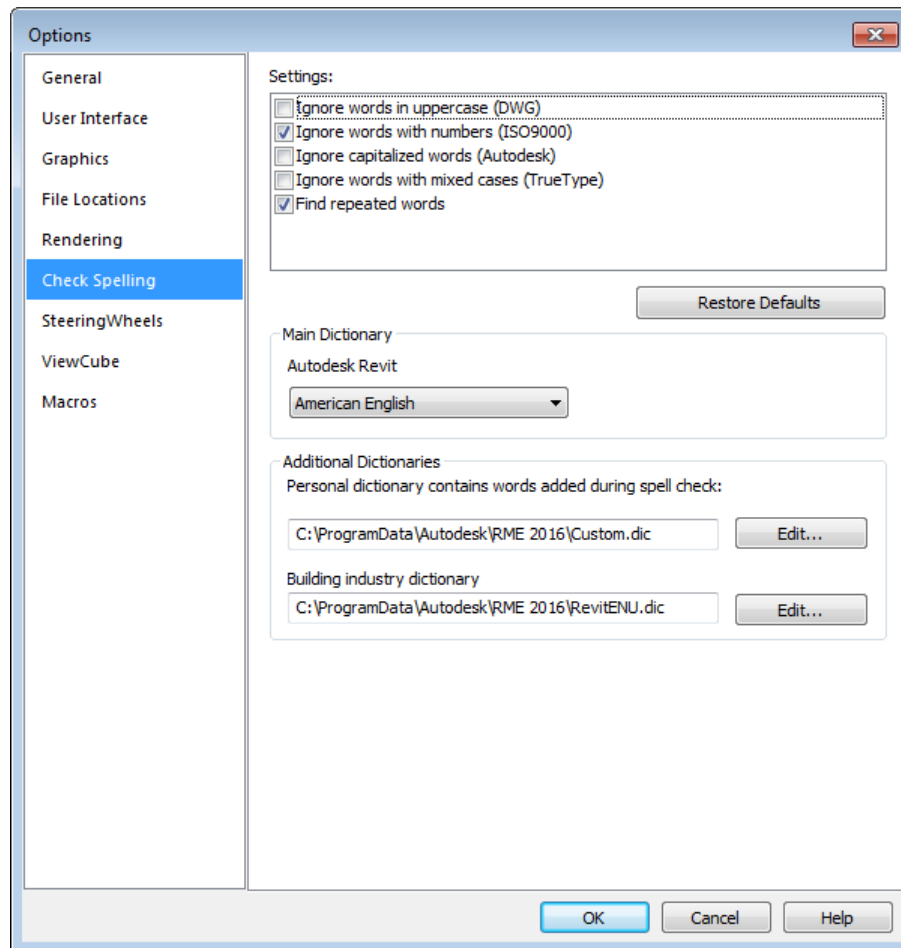 Options
General
User Interface
Graphics
File Locations
Rendering
Check Spelling
SteeringWheels
ViewCube
Macros
Settings:
Ignore words in uppercase (DWG)
Ignore words with numbers (ISO9000)
Ignore capitalized words (Autodesk)
Ignore words with mixed cases (TrueType)
Find repeated words
Restore Defaults
Main Dictionary
Autodesk Revit
American English
Additional Dictionaries
Personal dictionary contains words added during spell check:
C:\ProgramData\Autodesk\RME 2016\Custom.dic
Edit...
Building industry dictionary
C:\ProgramData\Autodesk\RME 2016\RevitENU.dic
Edit...
OK
Cancel
Help